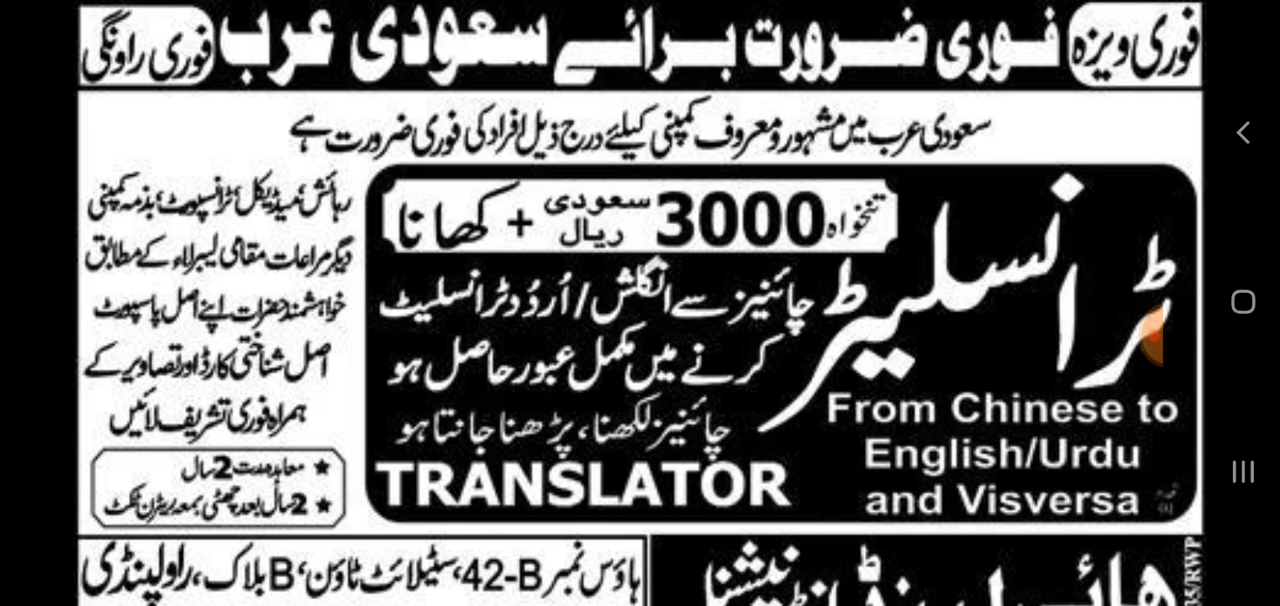 فوری ویزہ فوری ضرورت برائے سعودی عرب فوری راونگی
سعودی عرب میں مشہور و معروف کمپنی کیلئے درج ذیل افراد کی فوری ضرورت ہے
ٹرانسلیٹر
تنخواہ 3000 سعودی ریال + کھانا
چائنیز سے انگلش / اُردُو ٹرانسلیٹ
کرنے میں مکمل عبور حاصل ہو
چائنیز لکھنا، پڑھنا جانتا ہو
TRANSLATOR
From Chinese to
English/Urdu
and Visversa
رہائش، میڈیکل، ٹرانسپورٹ، بذمہ کمپنی
دیگر مراعات مقامی لیبر لاء کے مطابق
خواہشمند حضرات اپنے اصل پاسپورٹ
اصل شناختی کارڈ اور تصاویر کے
ہمراہ فوری تشریف لائیں
★ معاہدہ مدت 2 سال
★ 2 سال بعد چھٹی بمعہ ریٹرن ٹکٹ
ہاؤس نمبر 42-B، سیٹلائٹ ٹاؤن، B بلاک، راولپنڈی